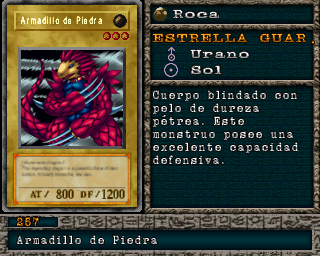 Armadillo de Piedra
AT/ 800 DF/1200
Roca
ESTRELLA GUAR.
Urano
Sol
Cuerpo blindado con
pelo de dureza
pétrea. Este
monstruo posee una
excelente capacidad
defensiva.
257
Armadillo de Piedra